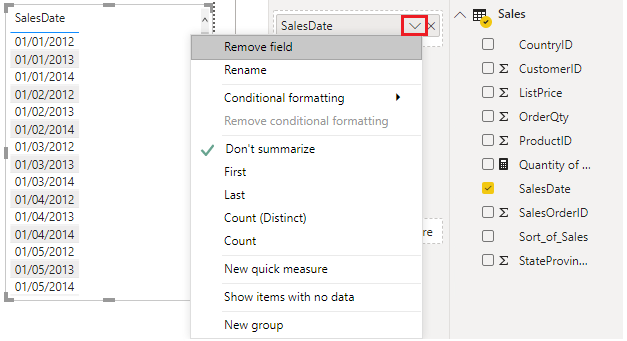 SalesDate
01/01/2012
01/01/2013
01/01/2014
01/02/2012
01/02/2013
01/02/2014
01/03/2012
01/03/2013
01/03/2014
01/04/2012
01/04/2013
01/04/2014
01/05/2012
01/05/2013
01/05/2014
SalesDate
Remove field
Rename
Conditional formatting
Remove conditional formatting
Don't summarize
First
Last
Count (Distinct)
Count
New quick measure
Show items with no data
New group
re
Sales
CountryID
CustomerID
ListPrice
OrderQty
ProductID
Quantity of ...
SalesDate
SalesOrderID
Sort_of_Sales
StateProvin...